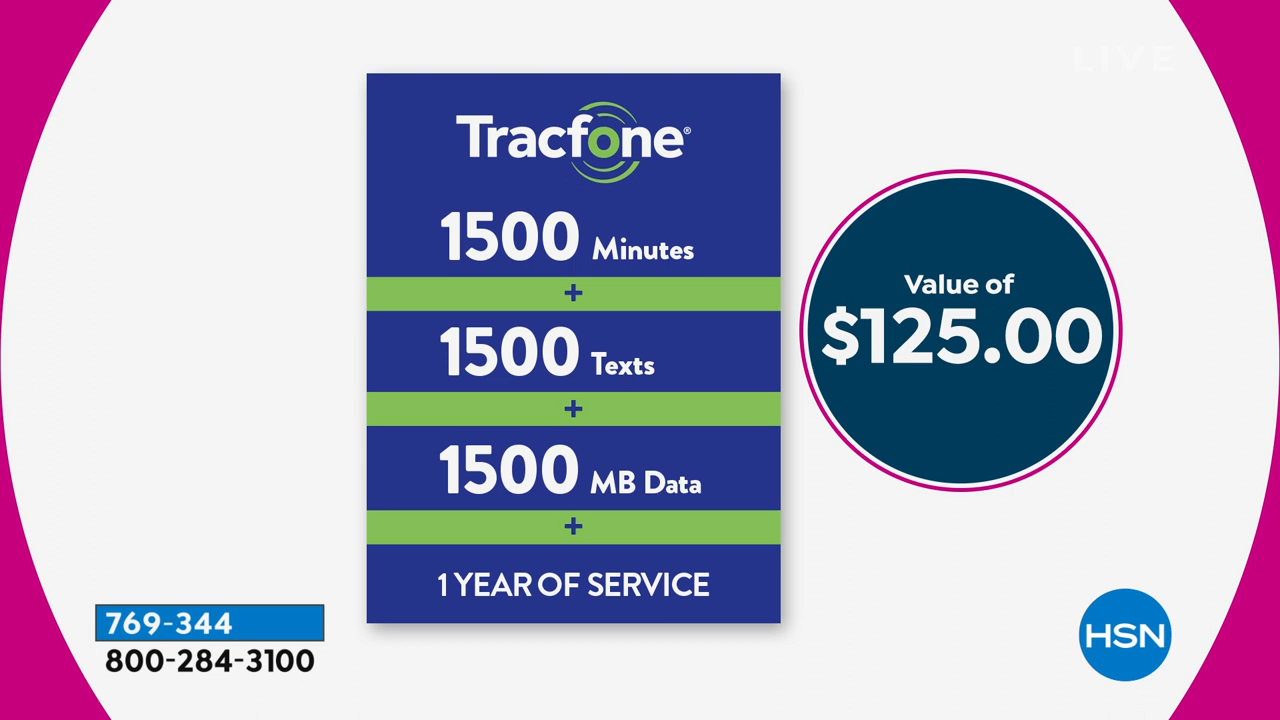 LIVE
Tracfone®
1500 Minutes
+
1500 Texts
+
1500 MB Data
+
1 YEAR OF SERVICE
Value of
$125.00
769-344
800-284-3100
HSN